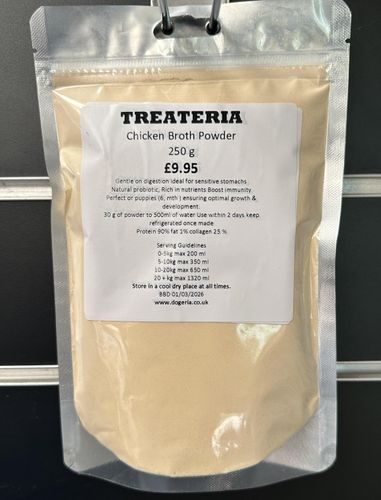 TREATERIA
Chicken Broth Powder
250 g
£9.95
Gentle on digestion Ideal for sensitive stomachs
Natural probiotic, Rich in nutrients Boost immunity.
Perfect or puppies (6, mth ) ensuring optimal growth &
development.
30 g of powder to 500ml of water Use within 2 days keep
refrigerated once made
Protein 90% fat 1% collagen 25 %
Serving Guidelines
0-5kg max 200 ml
5-10kg max 350 ml
10-20kg max 650 ml
20 + kg max 1320 ml
Store in a cool dry place at all times.
BBD 01/03/2026
www.dogeria.co.uk